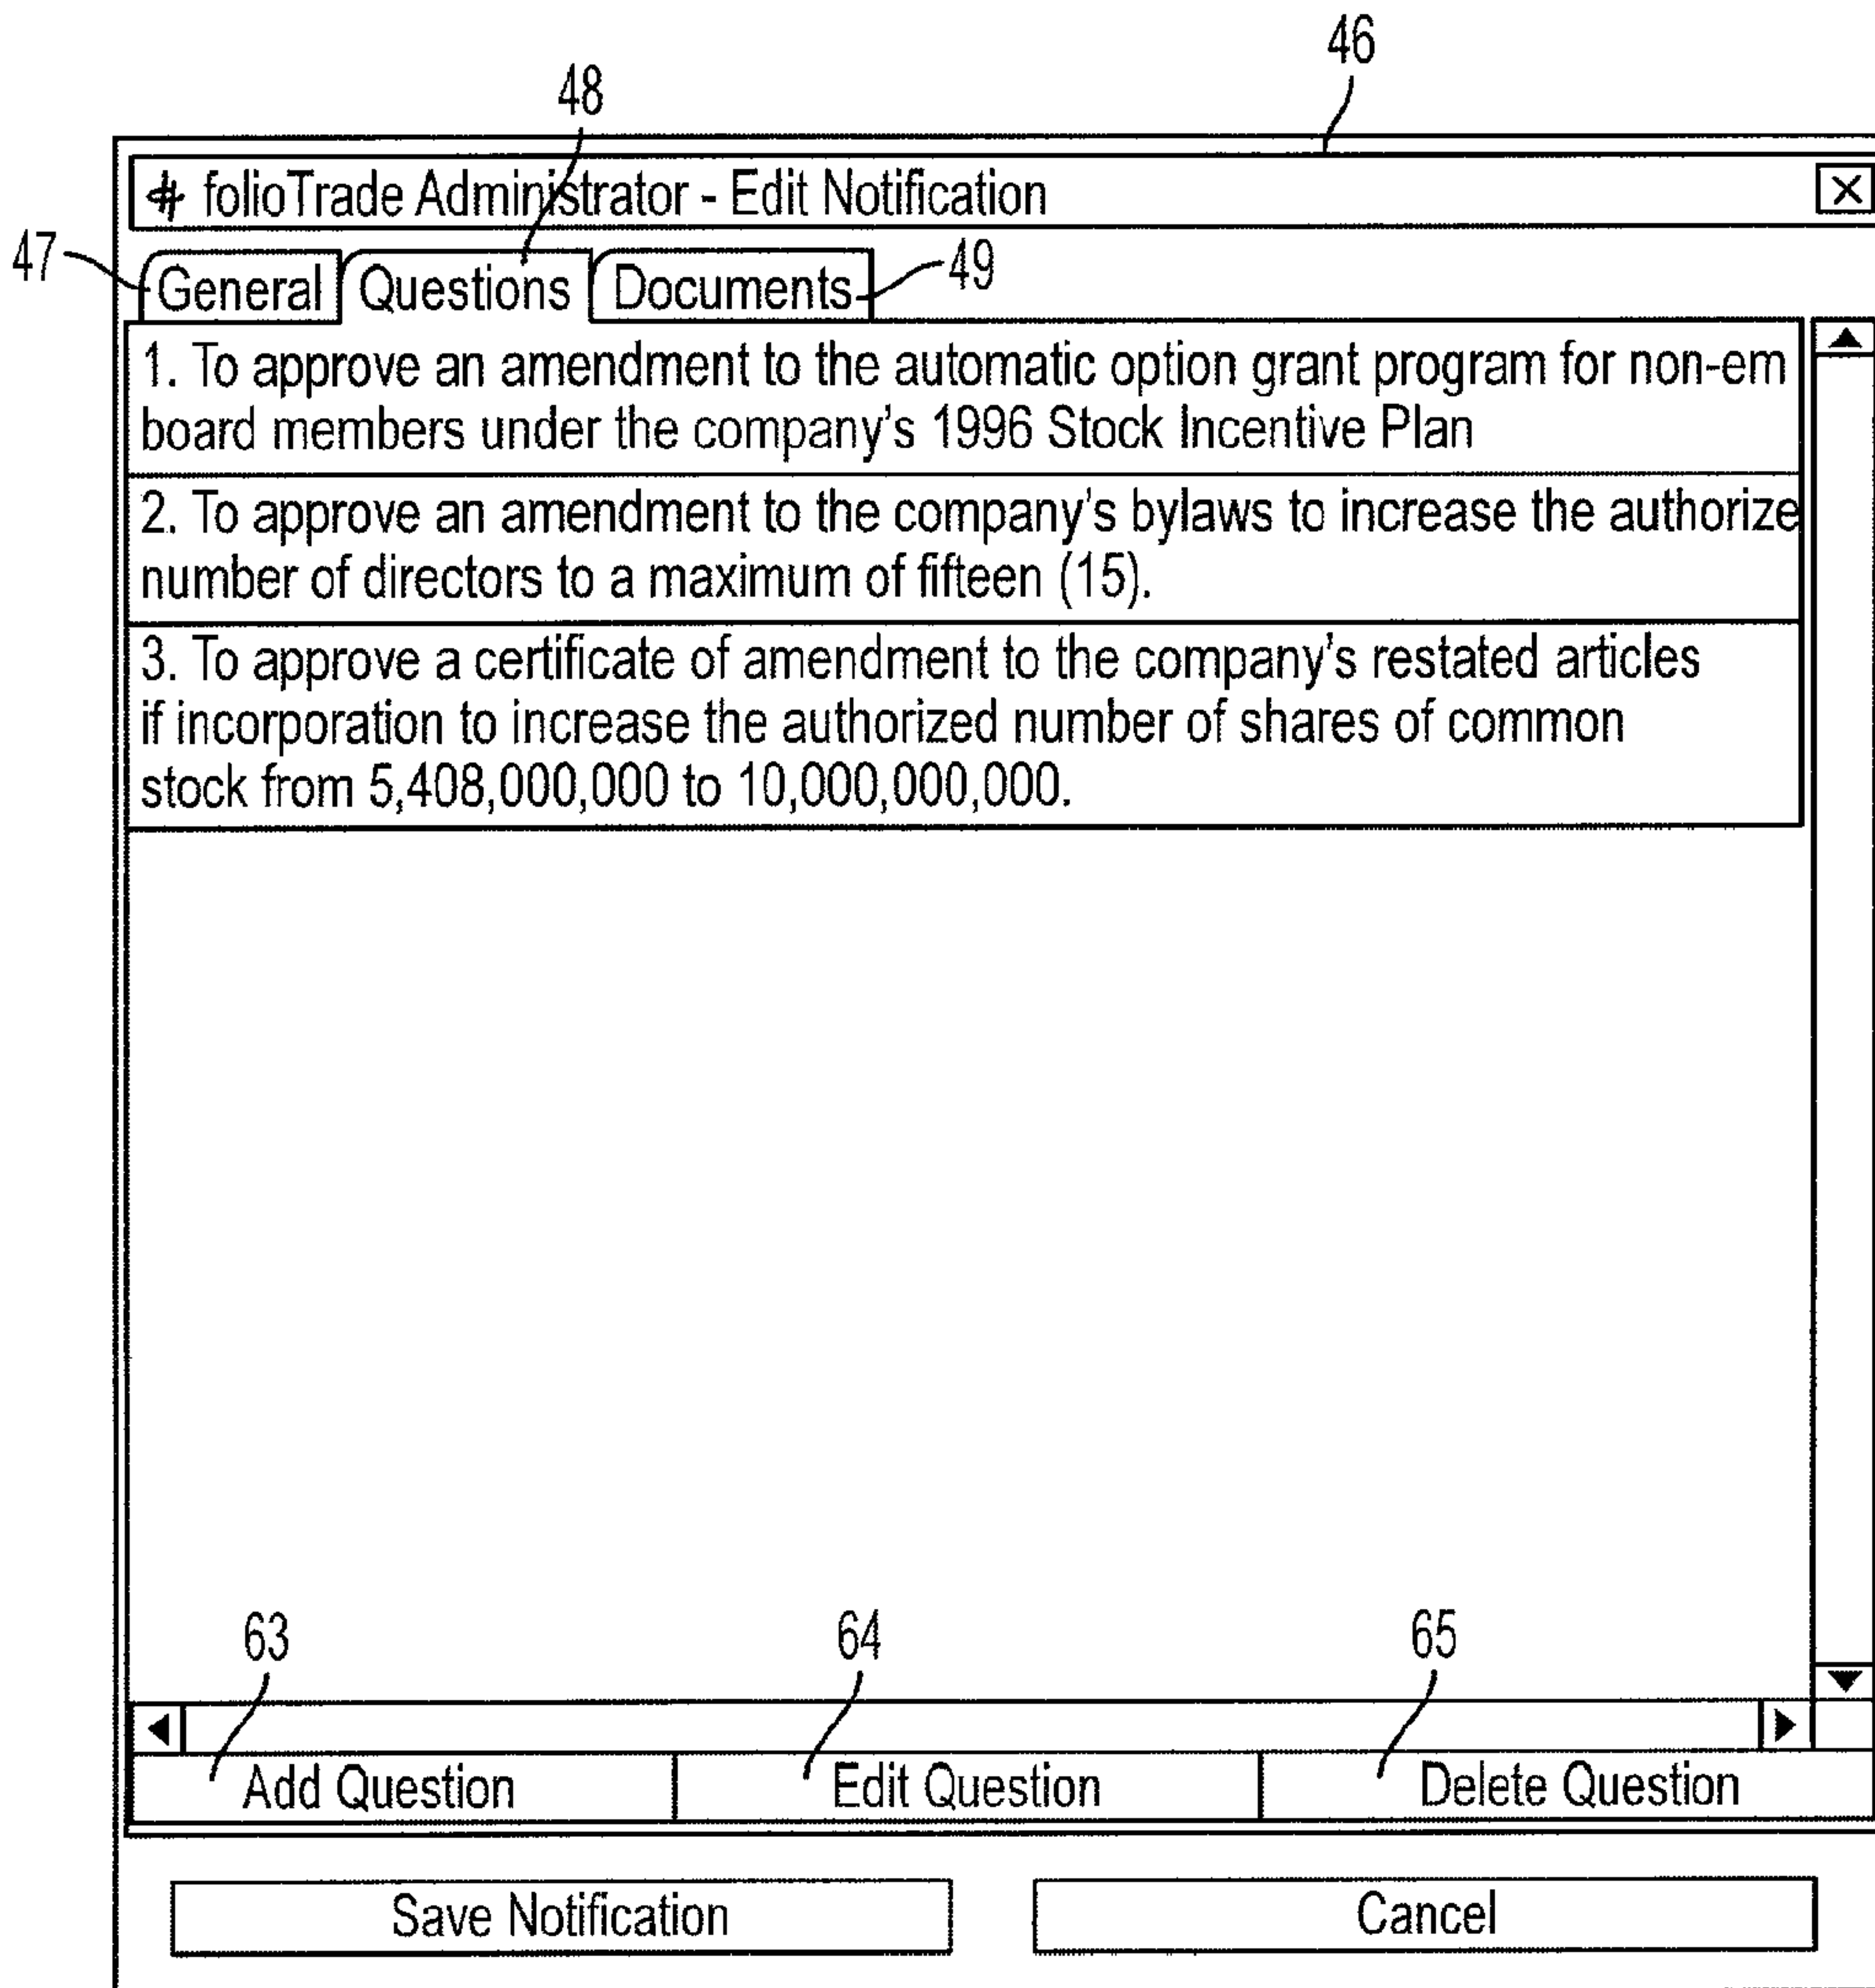 46
48
# folioTrade Administrator - Edit Notification
47
General Questions Documents
49
1. To approve an amendment to the automatic option grant program for non-em
board members under the company's 1996 Stock Incentive Plan
2. To approve an amendment to the company's bylaws to increase the authorize
number of directors to a maximum of fifteen (15).
3. To approve a certificate of amendment to the company's restated articles
if incorporation to increase the authorized number of shares of common
stock from 5,408,000,000 to 10,000,000,000.
63 64 65
Add Question Edit Question Delete Question
Save Notification Cancel